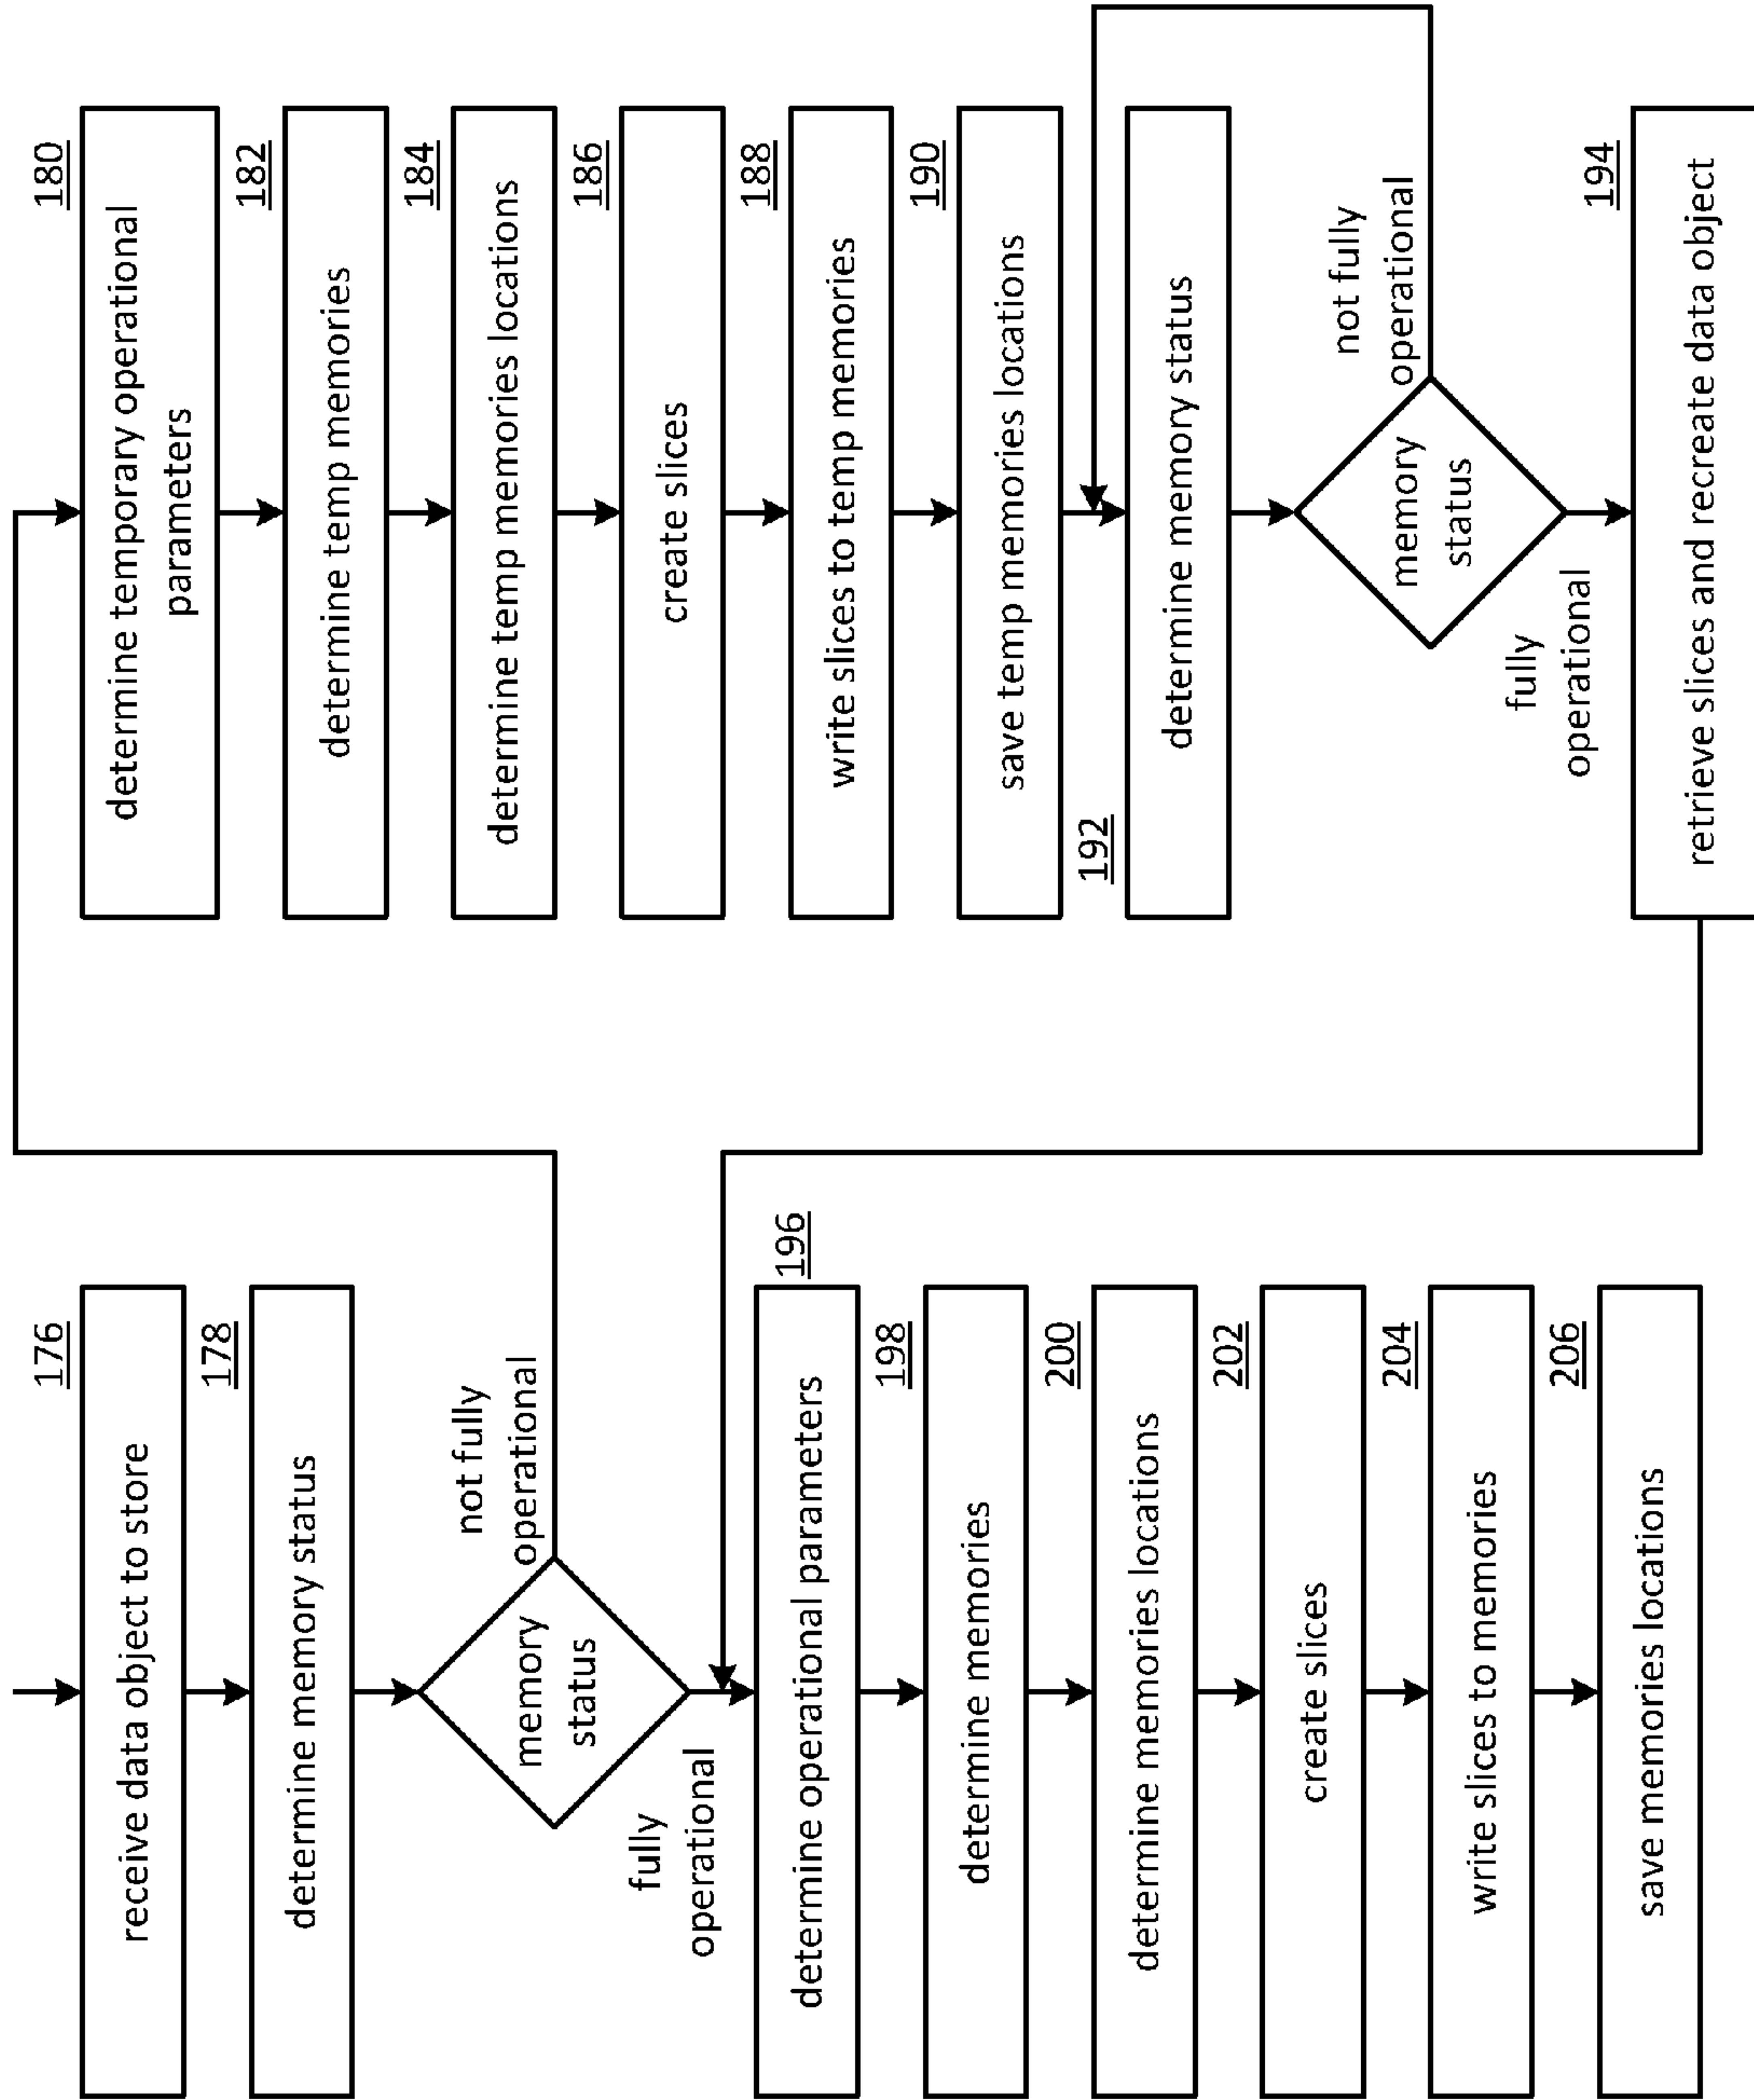 176
receive data object to store
178
determine memory status
memory
status
not fully
operational
fully
operational
196
determine operational parameters
198
determine memories
200
determine memories locations
202
create slices
204
write slices to memories
206
save memories locations
180
determine temporary operational
parameters
182
determine temp memories
184
determine temp memories locations
186
create slices
188
write slices to temp memories
190
save temp memories locations
192
determine memory status
memory
status
not fully
operational
fully
operational
194
retrieve slices and recreate data object